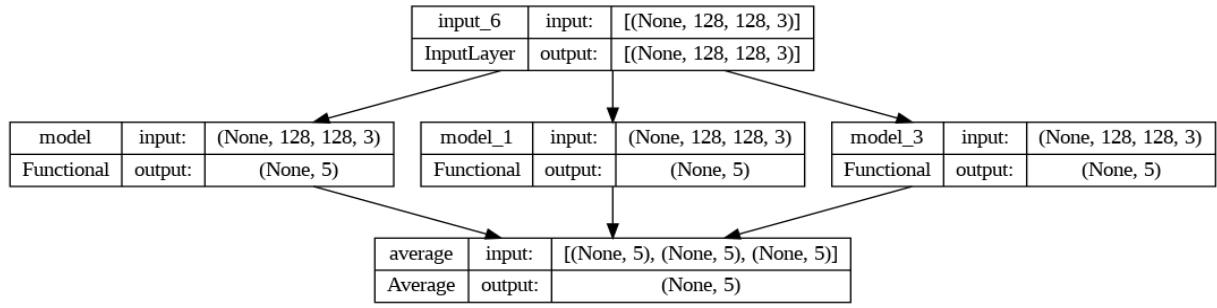 input_6 input: [(None, 128, 128, 3)]
InputLayer output: [(None, 128, 128, 3)]
model input: (None, 128, 128, 3) model_1 input: (None, 128, 128, 3) model_3 input: (None, 128, 128, 3)
Functional output: (None, 5) Functional output: (None, 5) Functional output: (None, 5)
average input: [(None, 5), (None, 5), (None, 5)]
Average output: (None, 5)